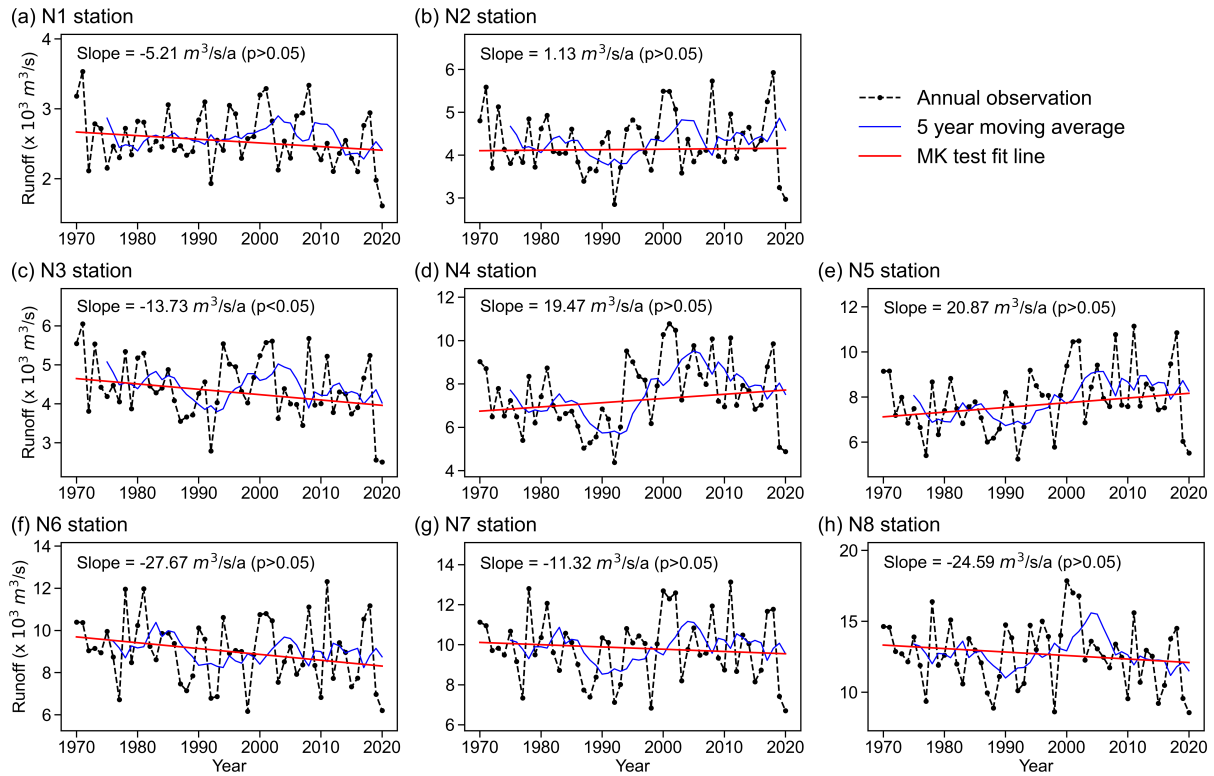 (a) N1 station
Slope = -5.21 m³/s/a (p>0.05)
Runoff (x 10³ m³/s)
4
3
2
1970 1980 1990 2000 2010 2020
(b) N2 station
Slope = 1.13 m³/s/a (p>0.05)
6
5
4
3
1970 1980 1990 2000 2010 2020
Annual observation
5 year moving average
MK test fit line
(c) N3 station
Slope = -13.73 m³/s/a (p<0.05)
Runoff (x 10³ m³/s)
6
5
4
3
1970 1980 1990 2000 2010 2020
(d) N4 station
Slope = 19.47 m³/s/a (p>0.05)
12
10
8
6
4
1970 1980 1990 2000 2010 2020
(e) N5 station
Slope = 20.87 m³/s/a (p>0.05)
12
10
8
6
1970 1980 1990 2000 2010 2020
(f) N6 station
Slope = -27.67 m³/s/a (p>0.05)
Runoff (x 10³ m³/s)
14
12
10
8
6
1970 1980 1990 2000 2010 2020
Year
(g) N7 station
Slope = -11.32 m³/s/a (p>0.05)
14
12
10
8
6
1970 1980 1990 2000 2010 2020
Year
(h) N8 station
Slope = -24.59 m³/s/a (p>0.05)
20
15
10
1970 1980 1990 2000 2010 2020
Year